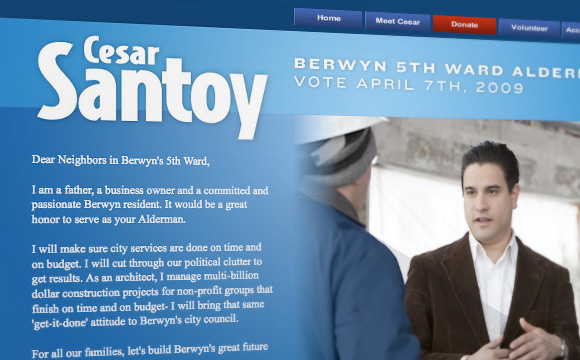 Home Meet Cesar Donate Volunteer
Cesar
Santoy
BERWYN 5TH WARD
VOTE APRIL 7TH, 2009
Dear Neighbors in Berwyn's 5th Ward,
I am a father, a business owner and a committed and
passionate Berwyn resident. It would be a great
honor to serve as your Alderman.
I will make sure city services are done on time and
on budget. I will cut through our political clutter to
get results. As an architect, I manage multi-billion
dollar construction projects for non-profit groups that
finish on time and on budget- I will bring that same
'get-it-done' attitude to Berwyn's city council.
For all our families, let's build Berwyn's great future